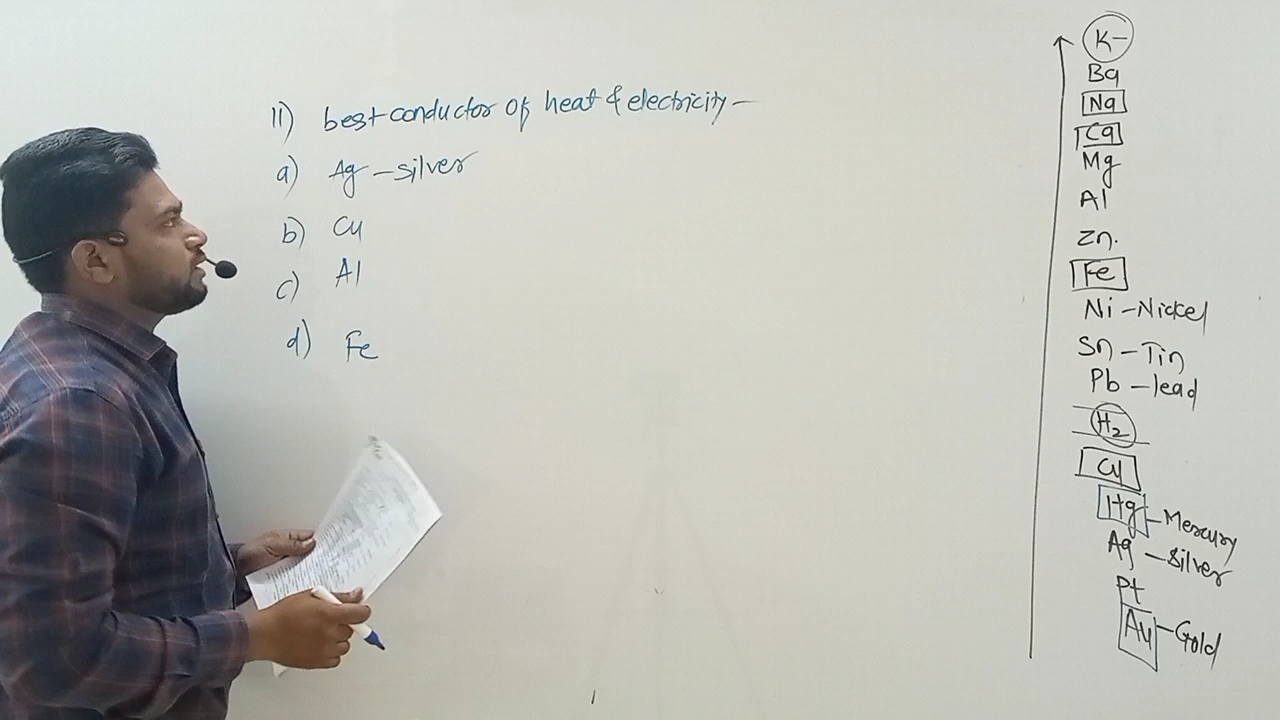 11) best conductor of heat & electricity –
a) Ag – silver
b) Cu
c) Al
d) Fe
K –
Ba
Na
Ca
Mg
Al
Zn.
Fe
Ni – Nickel
Sn – Tin
Pb – lead
H₂
Cu
Hg – Mercury
Ag – Silver
Pt
Au – Gold